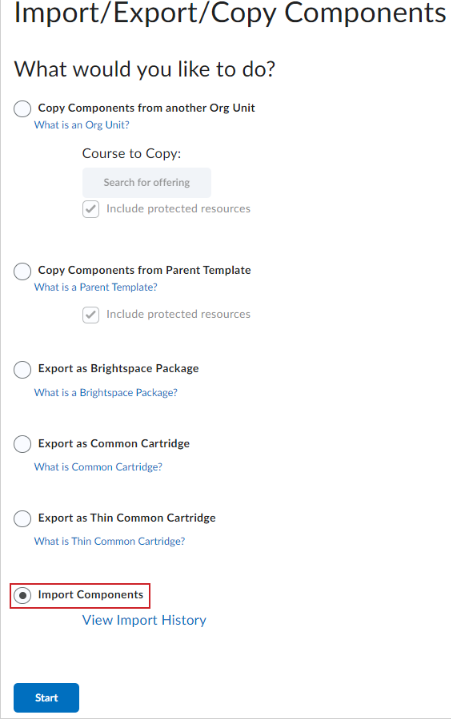 Import/Export/Copy Components
What would you like to do?
Copy Components from another Org Unit
What is an Org Unit?
Course to Copy:
Search for offering
Include protected resources
Copy Components from Parent Template
What is a Parent Template?
Include protected resources
Export as Brightspace Package
What is a Brightspace Package?
Export as Common Cartridge
What is Common Cartridge?
Export as Thin Common Cartridge
What is Thin Common Cartridge?
Import Components
View Import History
Start